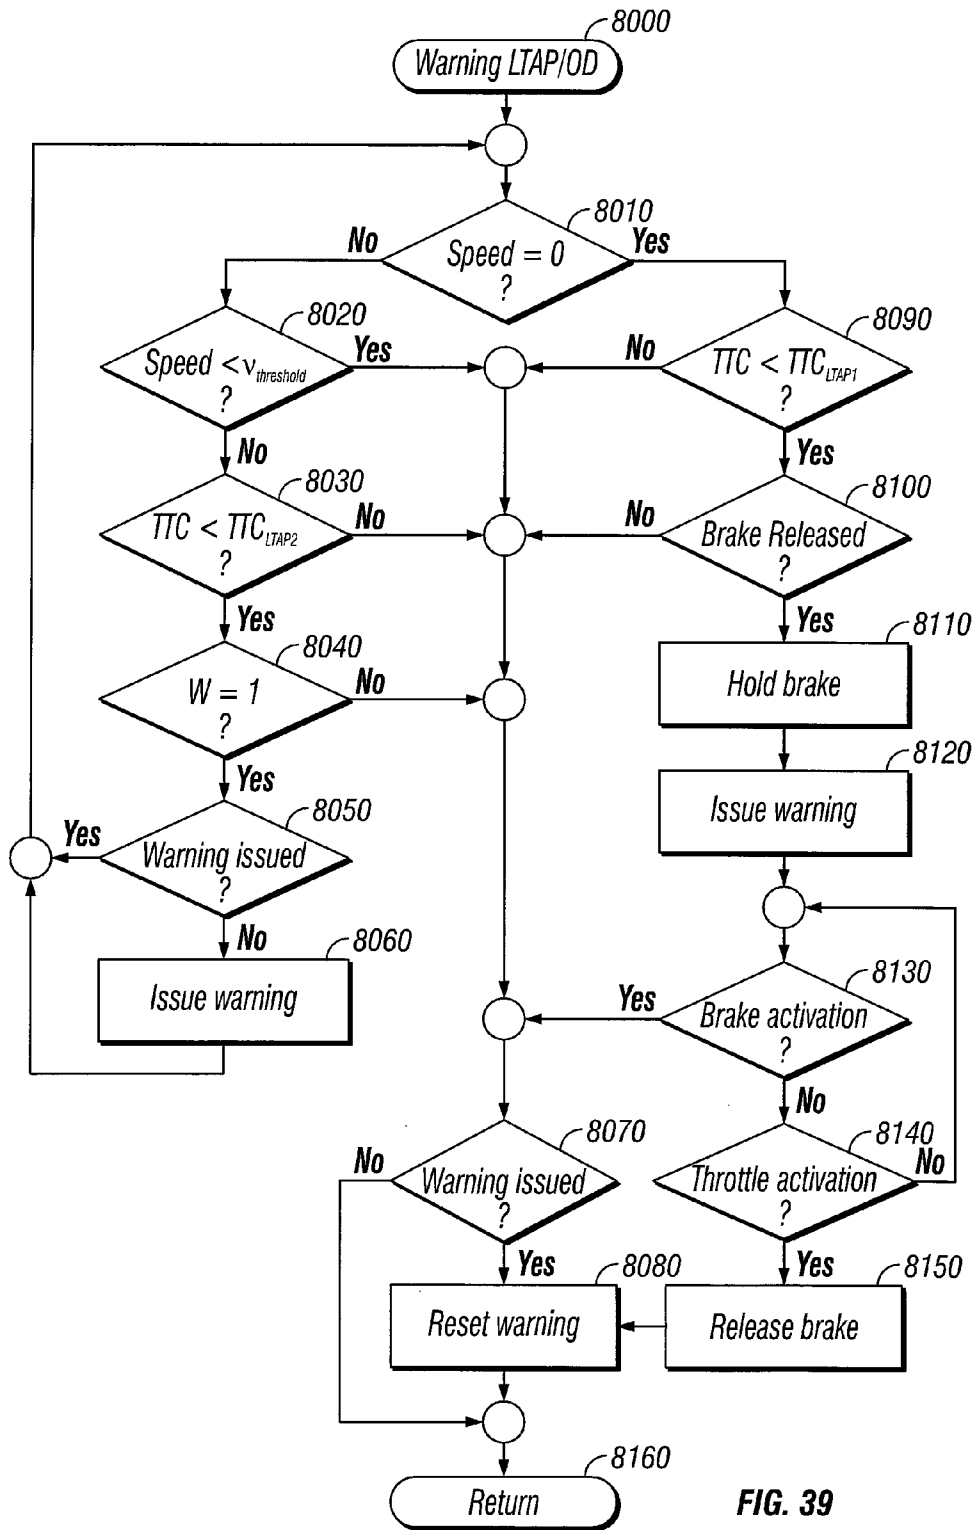 8000
Warning LTAP/OD
8010
No
Speed = 0
Yes
?
8020
Speed < νthreshold
Yes
?
8090
No
TTC < TTCLTAP1
?
No
Yes
8030
TTC < TTCLTAP2
No
?
8100
No
Brake Released
?
Yes
Yes
8040
W = 1
No
?
8110
Hold brake
8120
Issue warning
Yes
8050
Yes
Warning issued
?
No
8060
Issue warning
8130
Yes
Brake activation
?
No
8070
No
Warning issued
?
8140
Throttle activation
No
?
Yes
8080
Reset warning
Yes
8150
Release brake
8160
Return
FIG. 39